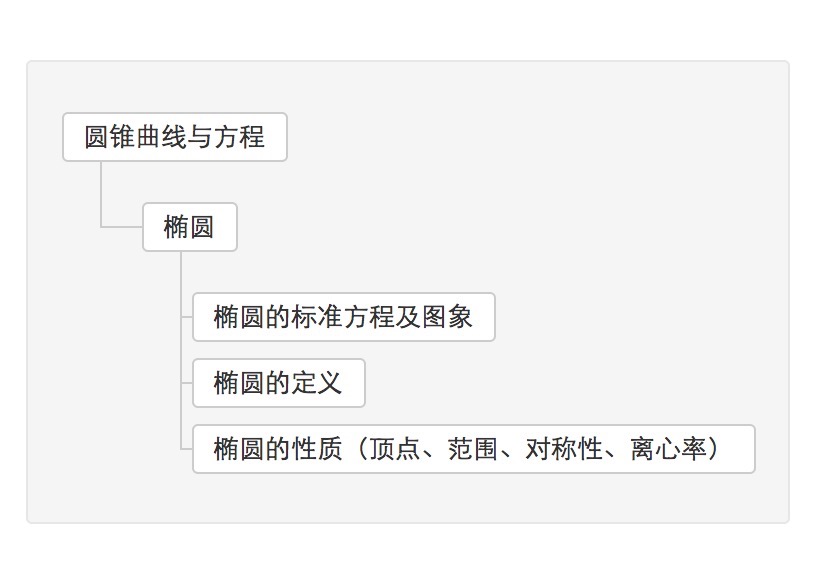 圆锥曲线与方程
椭圆
椭圆的标准方程及图象
椭圆的定义
椭圆的性质（顶点、范围、对称性、离心率）